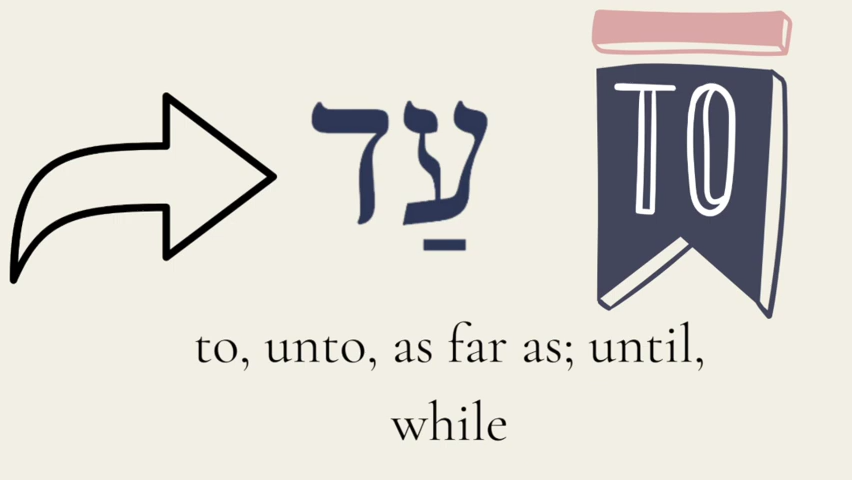 עַד
TO
to, unto, as far as; until,
while